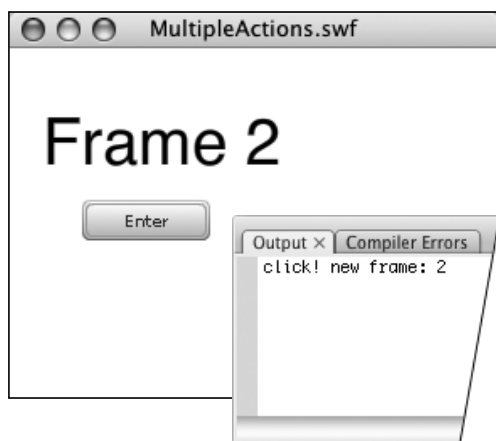 MultipleActions.swf
Frame 2
Enter
Output × Compiler Errors
click! new frame: 2